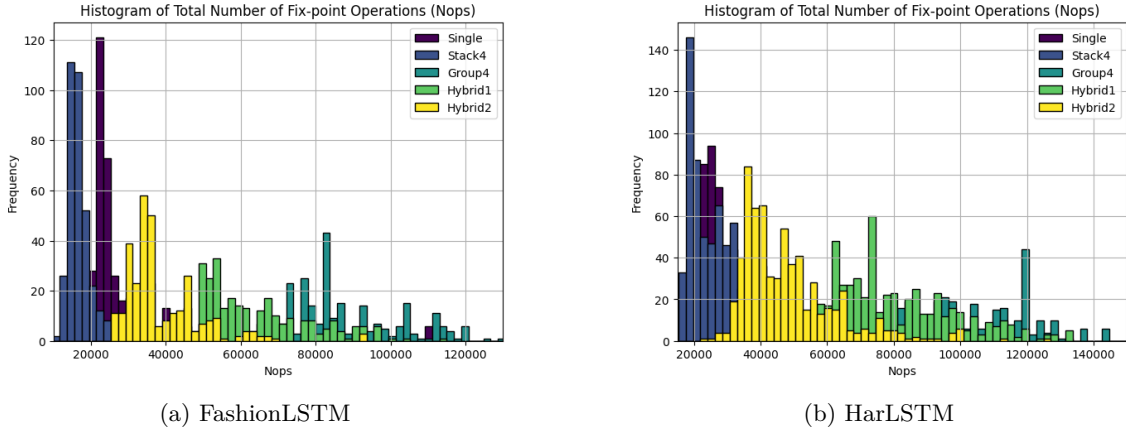 Histogram of Total Number of Fix-point Operations (Nops)
120
100
80
60
40
20
0
Frequency
Single
Stack4
Group4
Hybrid1
Hybrid2
20000 40000 60000 80000 100000 120000
Nops
(a) FashionLSTM
Histogram of Total Number of Fix-point Operations (Nops)
140
120
100
80
60
40
20
0
Frequency
Single
Stack4
Group4
Hybrid1
Hybrid2
20000 40000 60000 80000 100000 120000 140000
Nops
(b) HarLSTM